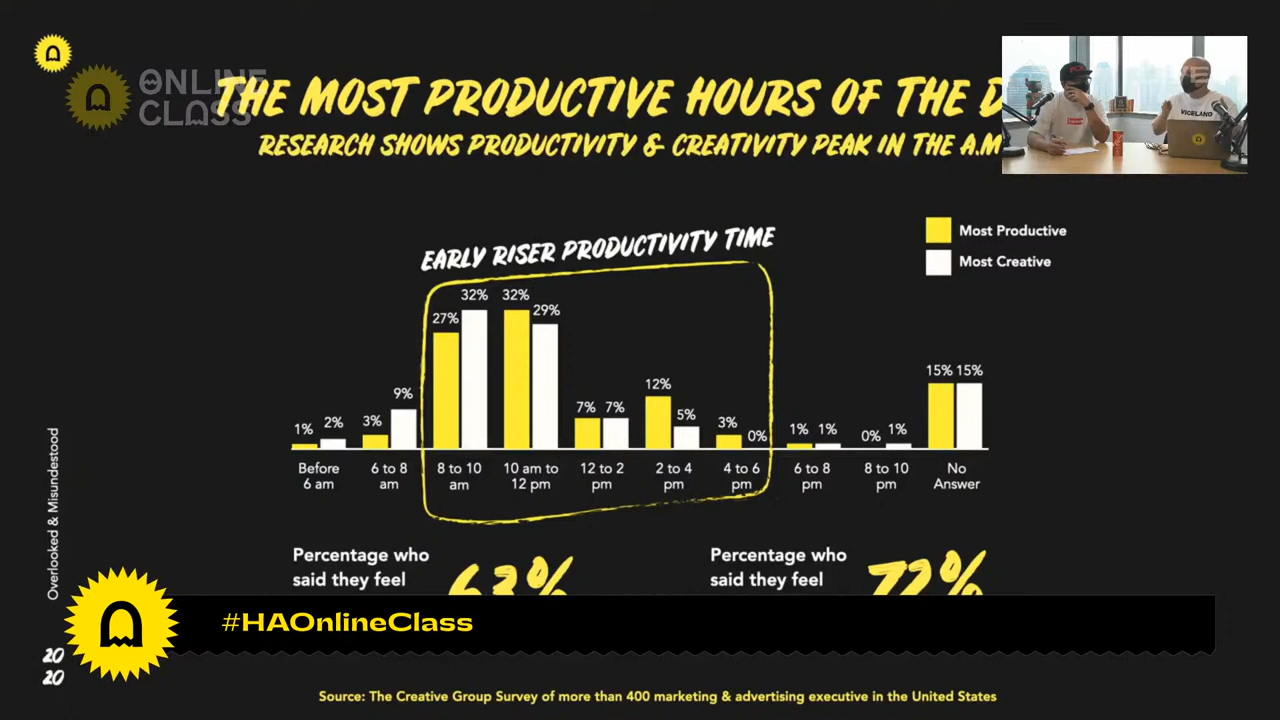 ONLINE
CLASS
THE MOST PRODUCTIVE HOURS OF THE D
RESEARCH SHOWS PRODUCTIVITY & CREATIVITY PEAK IN THE A.M
VICELAND
EARLY RISER PRODUCTIVITY TIME
Most Productive
Most Creative
1% 2% 3% 9% 27% 32% 32% 29% 7% 7% 12% 5% 3% 0% 1% 1% 0% 1% 15% 15%
Before 6 to 8 8 to 10 10 am to 12 to 2 2 to 4 4 to 6 6 to 8 8 to 10 No
6 am am am 12 pm pm pm pm pm pm Answer
Percentage who
said they feel
63%
Percentage who
said they feel
72%
Overlooked & Misunderstood
#HAOnlineClass
20
20
Source: The Creative Group Survey of more than 400 marketing & advertising executive in the United States